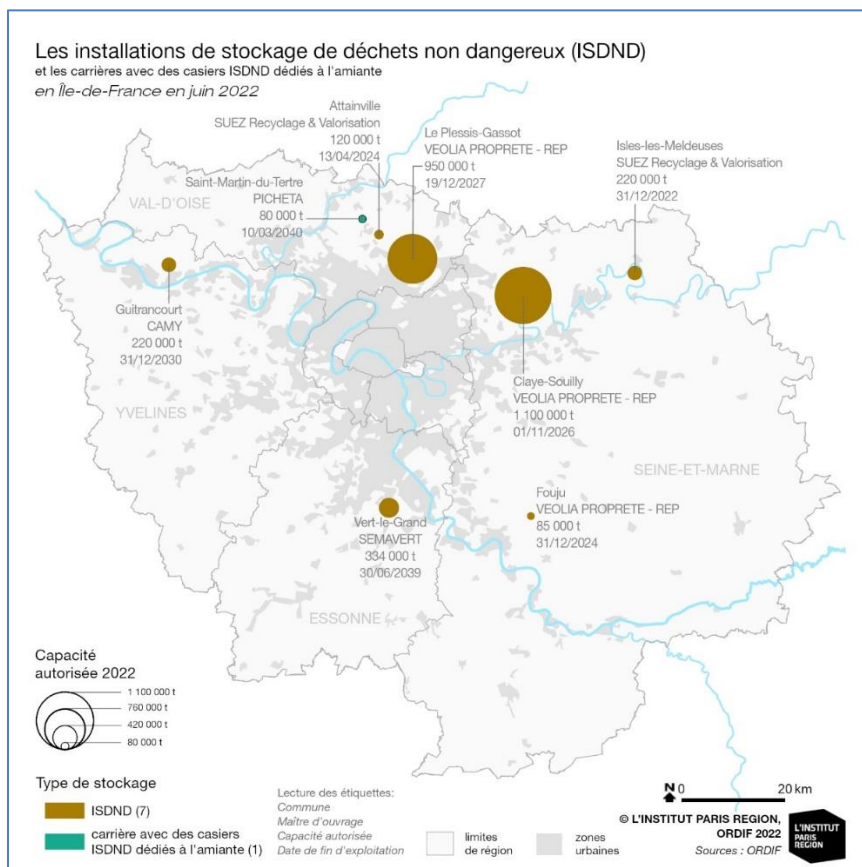 Les installations de stockage de déchets non dangereux (ISDND)
et les carrières avec des casiers ISDND dédiés à l'amiante
en Île-de-France en juin 2022
Attainville
SUEZ Recyclage & Valorisation
120 000 t
13/04/2024
Le Plessis-Gassot
VEOLIA PROPRETE - REP
950 000 t
19/12/2027
Isles-les-Meldeuses
SUEZ Recyclage & Valorisation
220 000 t
31/12/2022
Saint-Martin-du-Tertre
PICHETA
80 000 t
10/03/2040
VAL-D'OISE
Guitrancourt
CAMY
220 000 t
31/12/2030
Claye-Souilly
VEOLIA PROPRETE - REP
1 100 000 t
01/11/2026
YVELINES
SEINE-ET-MARNE
Fouju
VEOLIA PROPRETE - REP
85 000 t
31/12/2024
Vert-le-Grand
SEMAVERT
334 000 t
30/06/2039
ESSONNE
Capacité
autorisée 2022
1 100 000 t
760 000 t
420 000 t
80 000 t
Type de stockage
ISDND (7)
carrière avec des casiers
ISDND dédiés à l'amiante (1)
Lecture des étiquettes:
Commune
Maître d'ouvrage
Capacité autorisée
Date de fin d'exploitation
limites
de région
zones
urbaines
N 0 20 km
© L'INSTITUT PARIS REGION,
ORDIF 2022
Sources : ORDIF
L'INSTITUT
PARIS
REGION